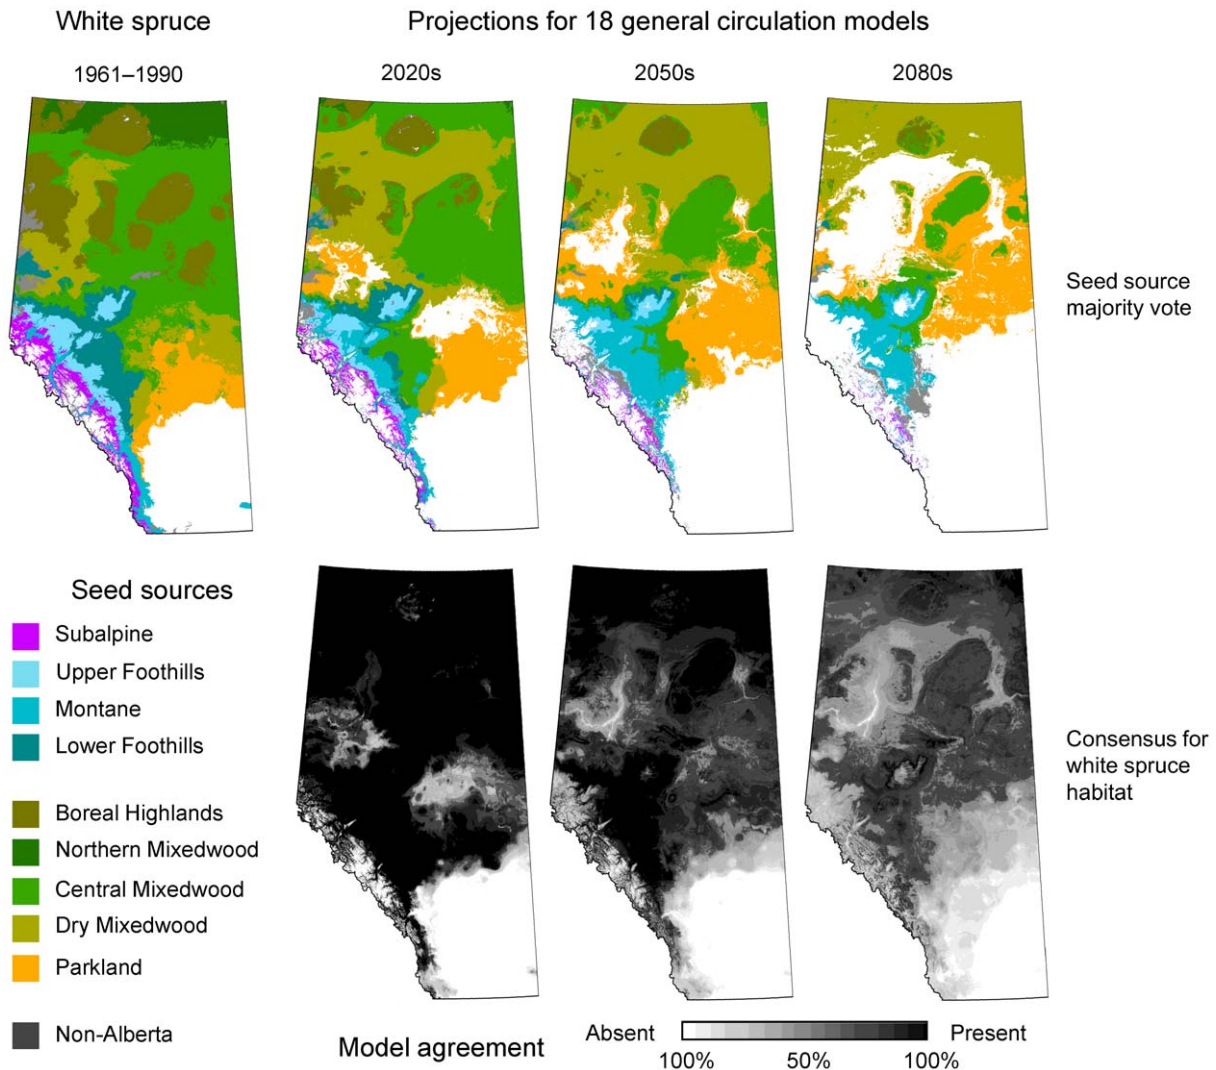 White spruce
Projections for 18 general circulation models
1961–1990
2020s
2050s
2080s
Seed source
majority vote
Seed sources
Subalpine
Upper Foothills
Montane
Lower Foothills
Boreal Highlands
Northern Mixedwood
Central Mixedwood
Dry Mixedwood
Parkland
Non-Alberta
Consensus for
white spruce
habitat
Model agreement
Absent
Present
100%
50%
100%